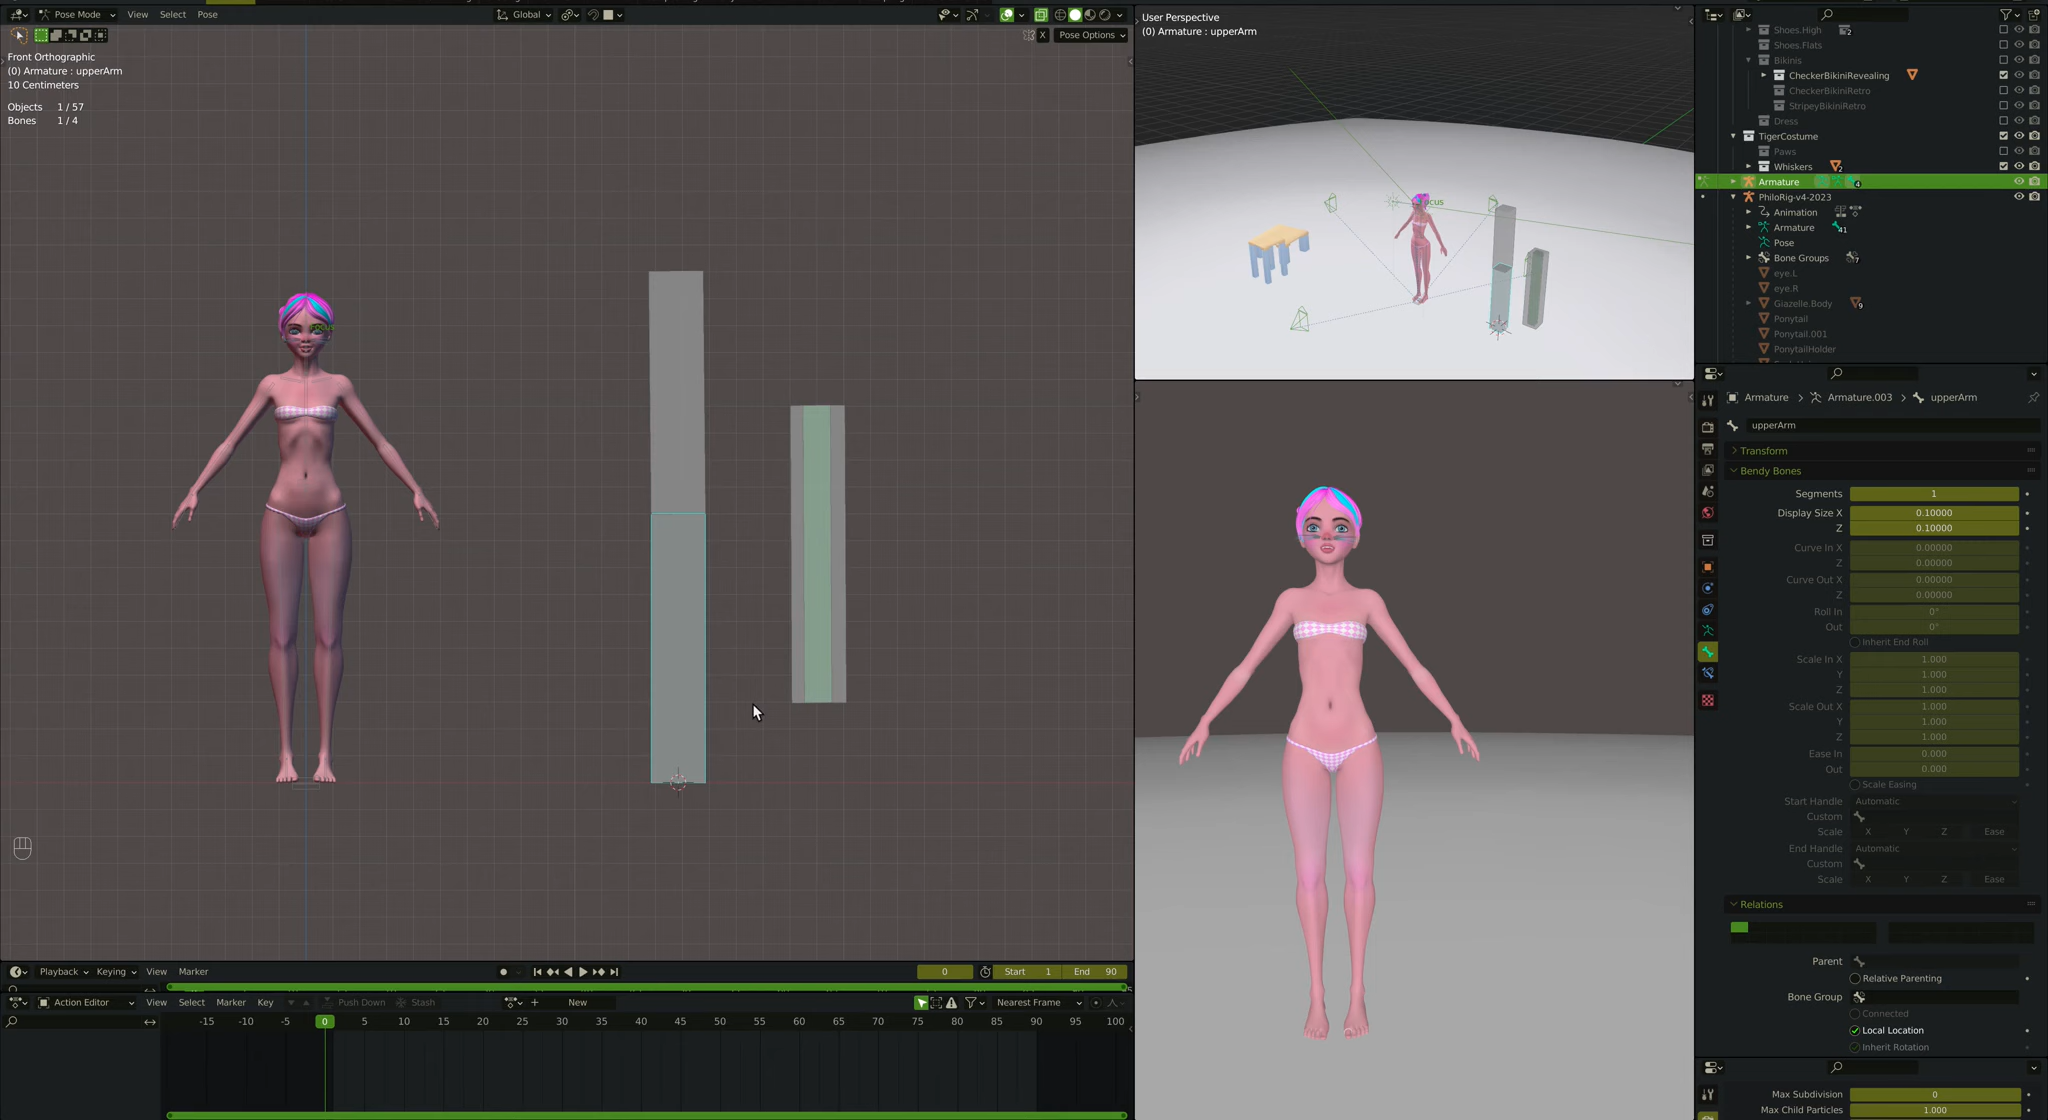 Pose Mode View Select Pose Global Pose Options
X
Front Orthographic
(0) Armature : upperArm
10 Centimeters
Objects 1 / 57
Bones 1 / 4
User Perspective
(0) Armature : upperArm
Shoes.High 2
Shoes.Flats
Bikinis
CheckerBikiniRevealing
CheckerBikiniRetro
StripeyBikiniRetro
Dress
TigerCostume
Paws
Whiskers 2
Armature 4
PhiloRig-v4-2023
Animation
Armature 41
Pose
Bone Groups 7
eye.L
eye.R
Giazelle.Body 9
Ponytail
Ponytail.001
PonytailHolder
Armature > Armature.003 > upperArm
upperArm
Transform
Bendy Bones
Segments 1
Display Size X 0.10000
Z 0.10000
Curve In X 0.00000
Z 0.00000
Curve Out X 0.00000
Z 0.00000
Roll In 0°
Out 0°
Inherit End Roll
Scale In X 1.000
Y 1.000
Z 1.000
Scale Out X 1.000
Y 1.000
Z 1.000
Ease In 0.000
Out 0.000
Scale Easing
Start Handle Automatic
Custom
Scale X Y Z Ease
End Handle Automatic
Custom
Scale X Y Z Ease
Relations
Parent
Relative Parenting
Bone Group
Connected
Local Location
Inherit Rotation
Max Subdivision 0
Max Child Particles 1.000
Playback Keying View Marker 0 Start 1 End 90
Action Editor View Select Marker Key Push Down Stash New Nearest Frame
-15 -10 -5 0 5 10 15 20 25 30 35 40 45 50 55 60 65 70 75 80 85 90 95 100